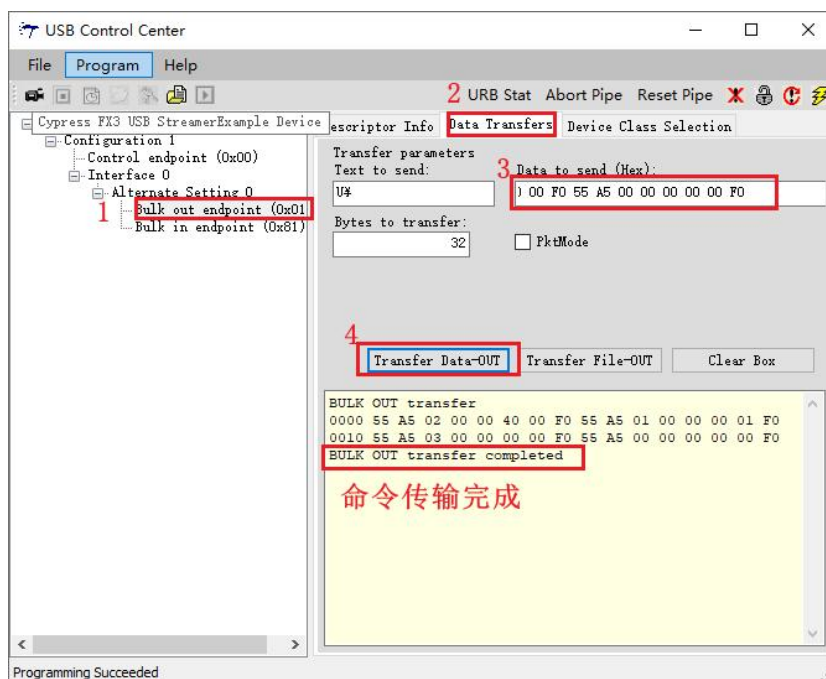 USB Control Center
File Program Help
2 URB Stat Abort Pipe Reset Pipe
Cypress FX3 USB StreamerExample Device
Configuration 1
Control endpoint (0x00)
Interface 0
Alternate Setting 0
1 Bulk out endpoint (0x01
Bulk in endpoint (0x81)
escriptor Info Data Transfers Device Class Selection
Transfer parameters
Text to send: 3 Data to send (Hex):
U¥ 00 F0 55 A5 00 00 00 00 00 F0
Bytes to transfer:
32 PktMode
4
Transfer Data-OUT Transfer File-OUT Clear Box
BULK OUT transfer
0000 55 A5 02 00 00 40 00 F0 55 A5 01 00 00 00 01 F0
0010 55 A5 03 00 00 00 00 F0 55 A5 00 00 00 00 00 F0
BULK OUT transfer completed
命令传输完成
Programming Succeeded